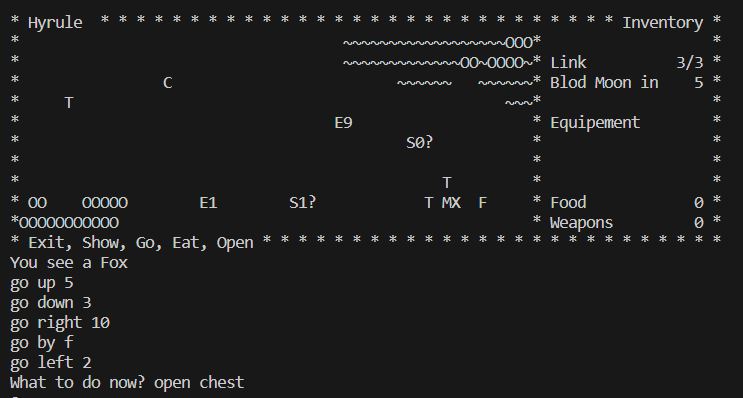 * Hyrule * * * * * * * * * * * * * * * * * * * * * * * * * * * * * Inventory *
*                                    ~~~~~~~~~~~~~~~~~~OOO*                   *
*                                    ~~~~~~~~~~~~~OO~OOOO~* Link          3/3 *
*                C                         ~~~~~~   ~~~~~~* Blod Moon in    5 *
*     T                                                ~~~*                   *
*                                   E9                    * Equipement        *
*                                           S0?           *                   *
*                                                         *                   *
*                                               T         *                   *
* OO    OOOOO        E1        S1?            T MX  F     * Food            0 *
*OOOOOOOOOOO                                              * Weapons         0 *
* Exit, Show, Go, Eat, Open * * * * * * * * * * * * * * * * * * * * * * * * * *
You see a Fox
go up 5
go down 3
go right 10
go by f
go left 2
What to do now? open chest